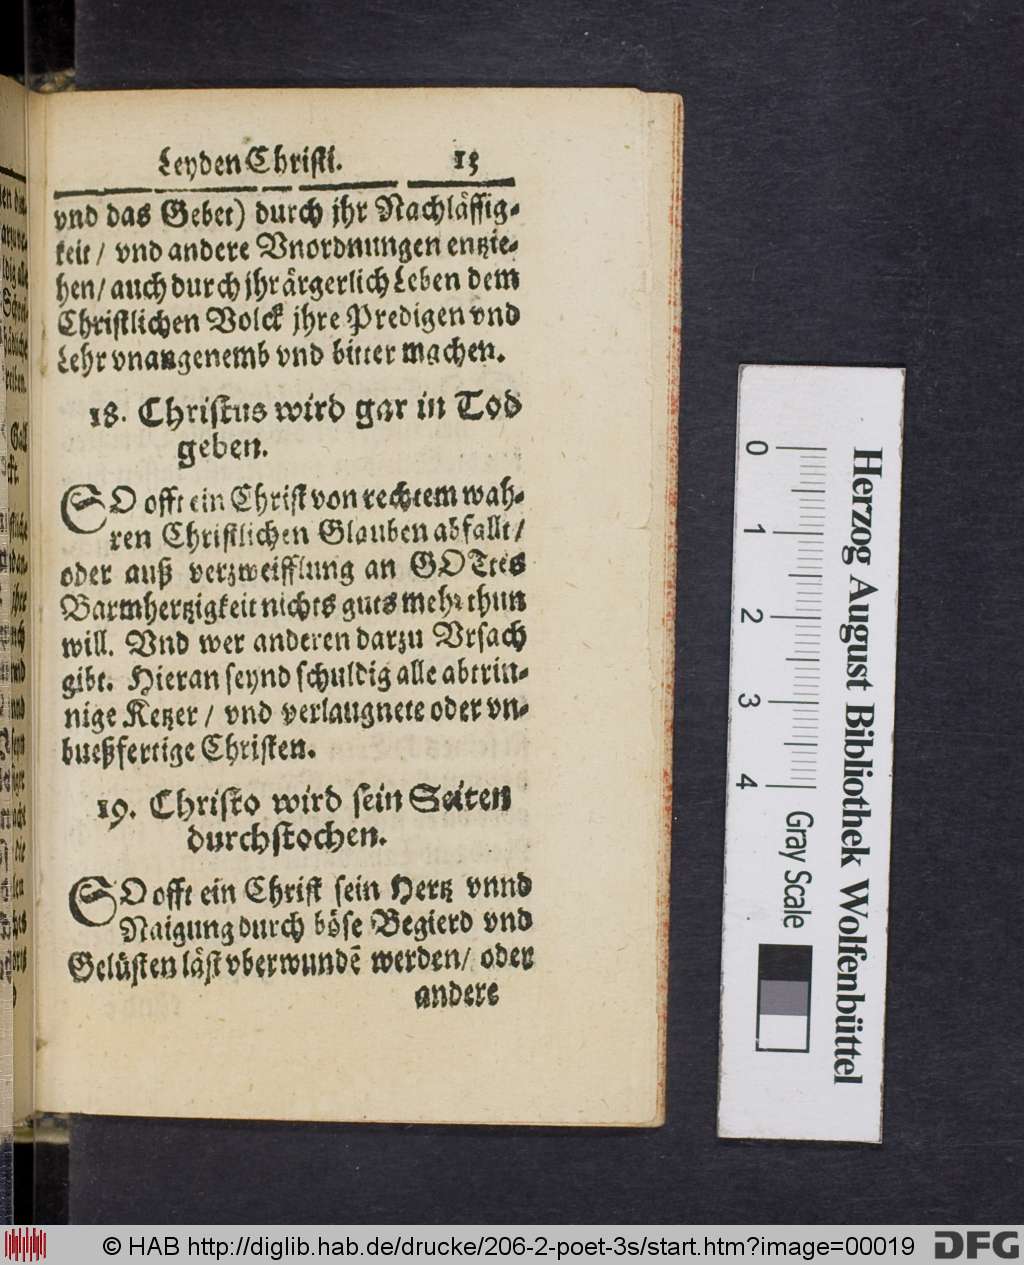 Leyden Christi. 15
vnd das Gebet) durch jhr Nachlässig-
keit / vnd andere Vnordnungen entzie-
hen / auch durch jhr ärgerlich Leben dem
Christlichen Volck jhre Predigen vnd
Lehr vnangenemb vnd bitter machen.
18. Christus wird gar in Tod
geben.
SO offt ein Christ von rechtem wah-
ren Christlichen Glauben abfallt /
oder auß verzweifflung an GOTtes
Barmhertzigkeit nichts guts mehr thun
will. Vnd wer anderen darzu Vrsach
gibt. Hieran seynd schuldig alle abtrin-
nige Ketzer / vnd verlaugnete oder vn-
bueßfertige Christen.
19. Christo wird sein Seiten
durchstochen.
SO offt ein Christ sein Hertz vnnd
Naigung durch böse Begierd vnd
Gelüsten läst vberwundẽ werden / oder
andere
0 1 2 3 4
Gray Scale
Herzog August Bibliothek Wolfenbüttel
© HAB http://diglib.hab.de/drucke/206-2-poet-3s/start.htm?image=00019
DFG